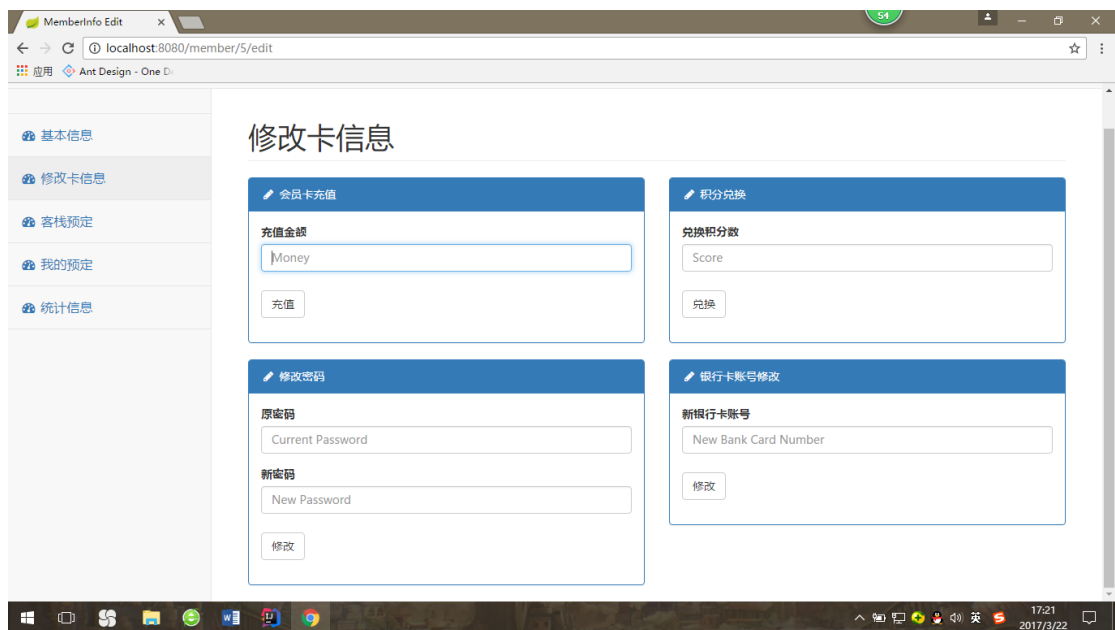 MemberInfo Edit
54
localhost:8080/member/5/edit
应用 Ant Design - One D
基本信息
修改卡信息
客栈预定
我的预定
统计信息
修改卡信息
会员卡充值
充值金额
Money
充值
积分兑换
兑换积分数
Score
兑换
修改密码
原密码
Current Password
新密码
New Password
修改
银行卡账号修改
新银行卡账号
New Bank Card Number
修改
英
17:21
2017/3/22